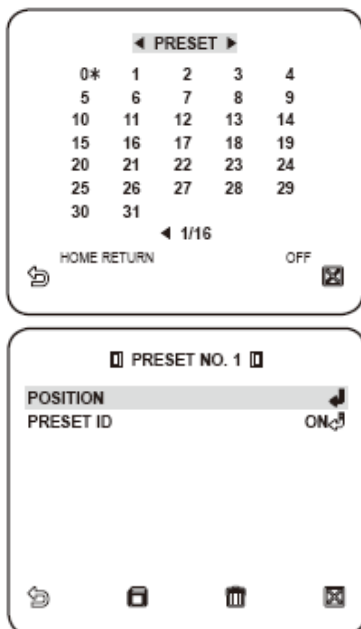 ◀ PRESET ▶
0* 1 2 3 4
5 6 7 8 9
10 11 12 13 14
15 16 17 18 19
20 21 22 23 24
25 26 27 28 29
30 31
◀ 1/16
HOME RETURN OFF
PRESET NO. 1
POSITION
PRESET ID ON